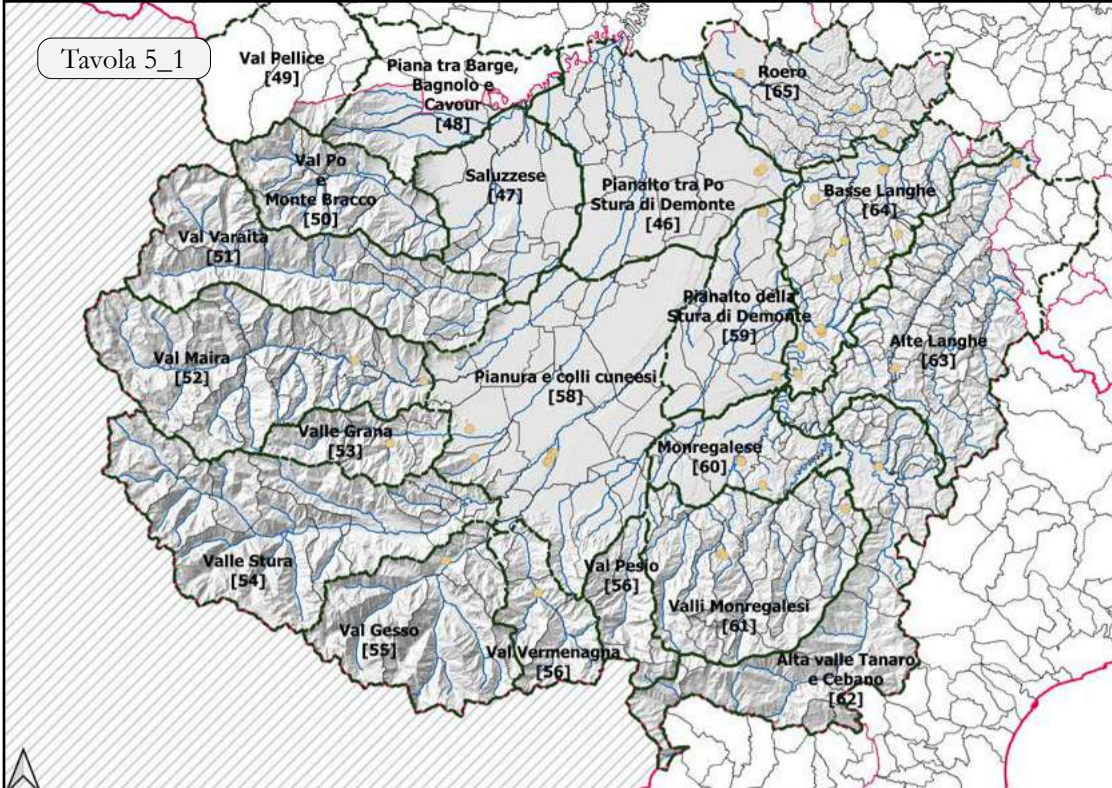 Tavola 5_1
Val Pellice
[49]
Piana tra Barge,
Bagnolo e
Cavour
[48]
Roero
[65]
Val Po
e
Monte Bracco
[50]
Saluzzese
[47]
Pianalto tra Po
Stura di Demonte
[46]
Basse Langhe
[64]
Val Varaita
[51]
Pianalto della
Stura di Demonte
[59]
Alte Langhe
[63]
Val Maira
[52]
Pianura e colli cuneesi
[58]
Valle Grana
[53]
Monregalese
[60]
Valle Stura
[54]
Val Pesio
[56]
Valli Monregalesi
[61]
Val Gesso
[55]
Val Vermenagna
[56]
Alta valle Tanaro
e Cebano
[62]